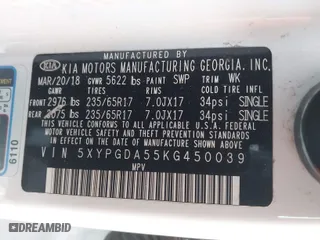 MANUFACTURED BY
KIA KIA MOTORS MANUFACTURING GEORGIA, INC.
MAR/20/18 GVWR 5622 lbs PAINT SWP TRIM WK
GAWR TIRES RIMS COLD TIRE INFL
FRONT 2976 lbs 235/65R17 7.0JX17 34psi SINGLE
REAR 3075 lbs 235/65R17 7.0JX17 34psi SINGLE
THIS VEHICLE CONFORMS TO ALL APPLICABLE U.S.
FEDERAL MOTOR VEHICLE SAFETY AND THEFT
PREVENTION STANDARDS IN EFFECT ON THE DATE OF
MANUFACTURE SHOWN ABOVE.
VIN 5XYPGDA55KG450039
MPV
6110
© DREAMBID © AUTOBIDMASTER